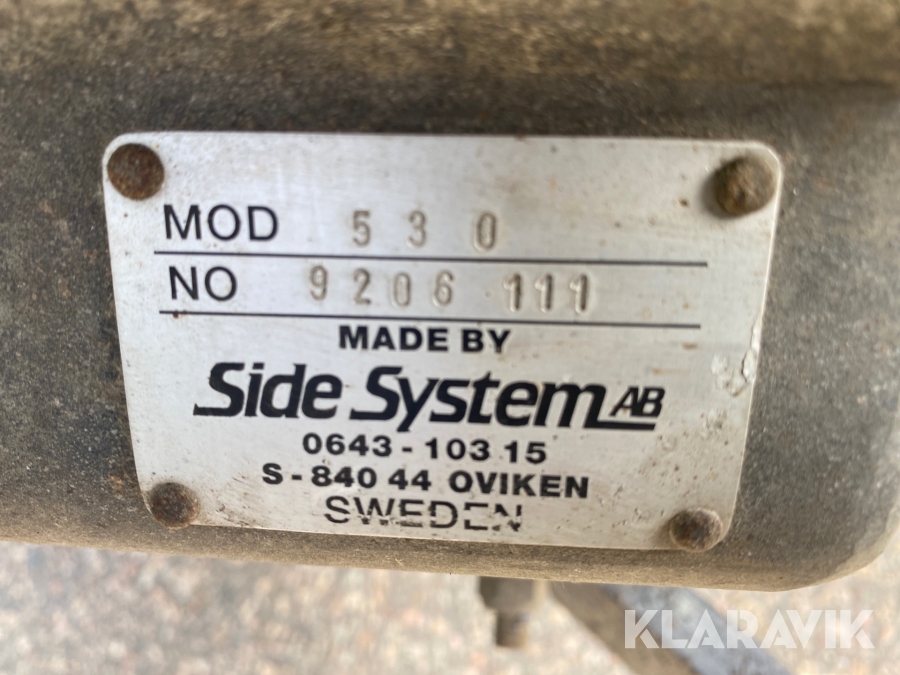 MOD 530
NO 9206 111
MADE BY
Side System AB
0643-103 15
S-840 44 OVIKEN
SWEDEN
KLARAVIK